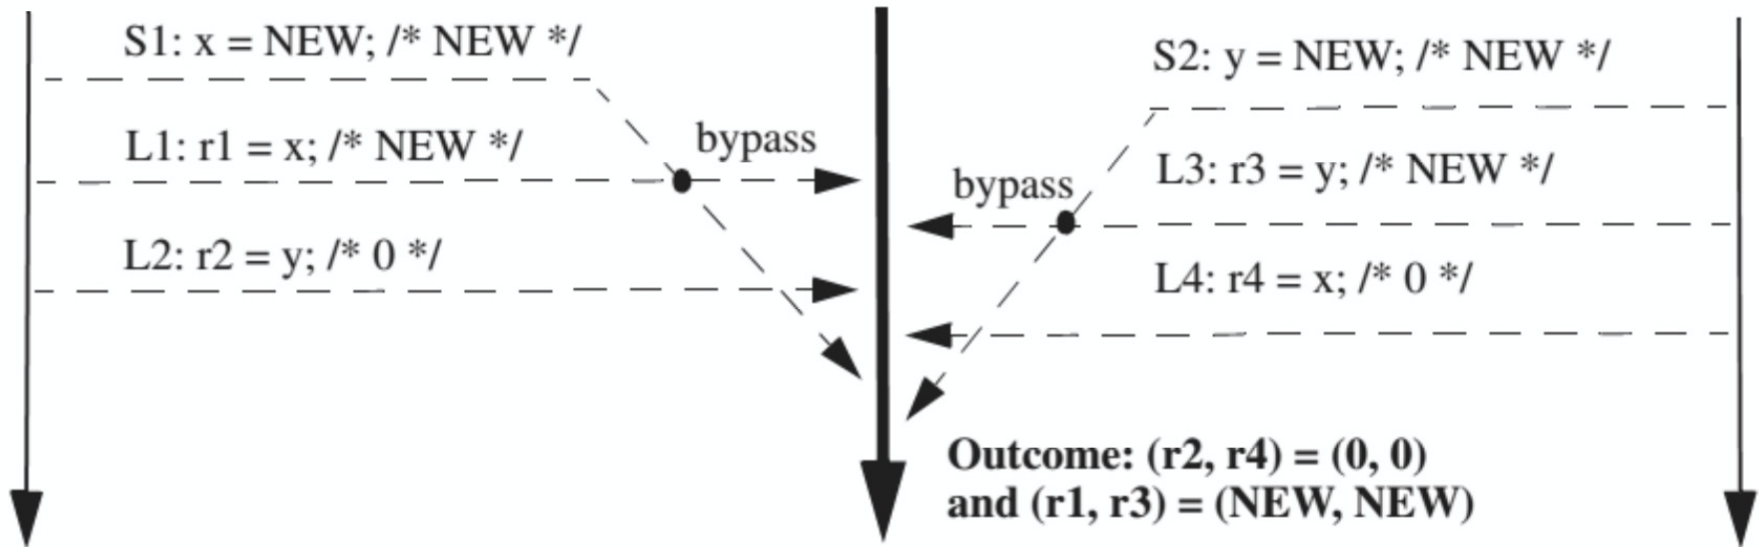 S1: x = NEW; /* NEW */
L1: r1 = x; /* NEW */
bypass
L2: r2 = y; /* 0 */
S2: y = NEW; /* NEW */
bypass
L3: r3 = y; /* NEW */
L4: r4 = x; /* 0 */
Outcome: (r2, r4) = (0, 0)
and (r1, r3) = (NEW, NEW)